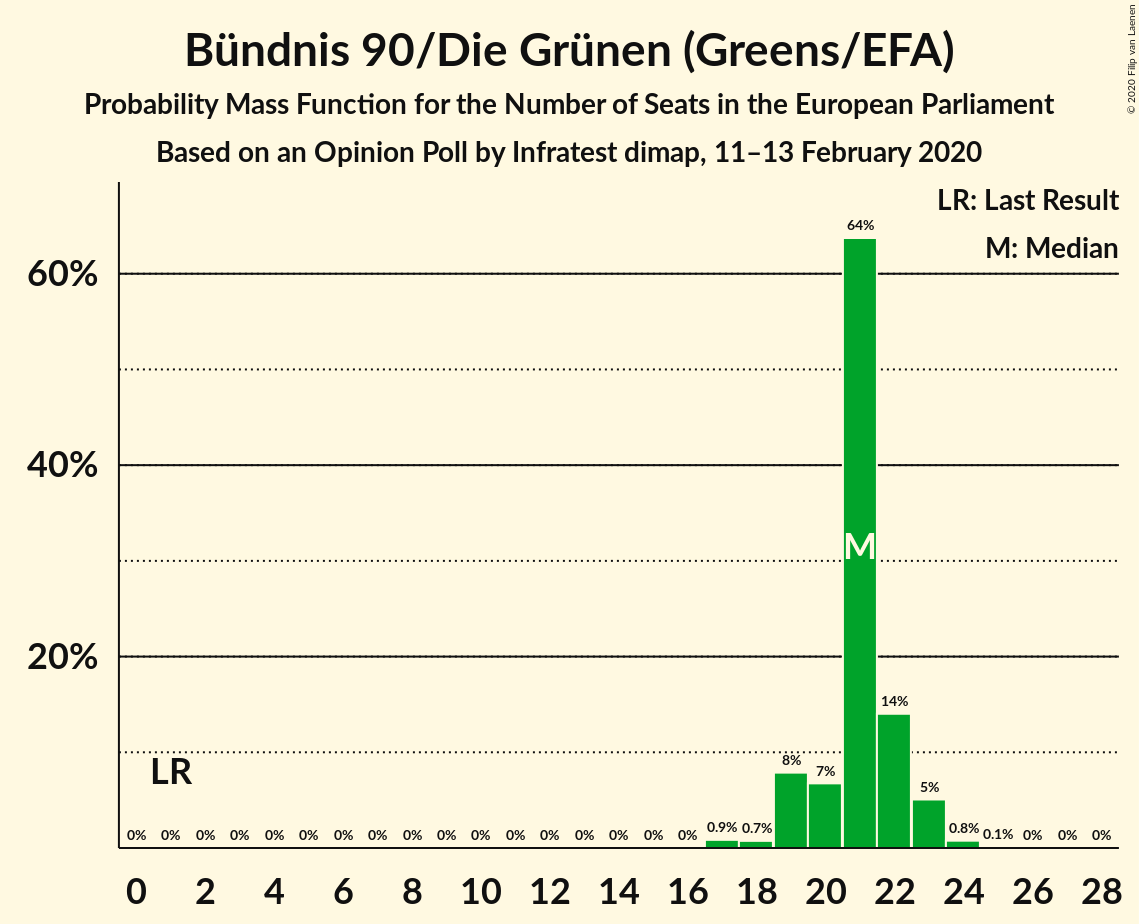 Bündnis 90/Die Grünen (Greens/EFA)
Probability Mass Function for the Number of Seats in the European Parliament
Based on an Opinion Poll by Infratest dimap, 11–13 February 2020
© 2020 Filip van Laenen
LR: Last Result
M: Median
60%
40%
20%
64%
M
14%
LR
8%
7%
5%
0% 0% 0% 0% 0% 0% 0% 0% 0% 0% 0% 0% 0% 0% 0% 0% 0% 0.9% 0.7% 0.8% 0.1% 0% 0% 0%
0 2 4 6 8 10 12 14 16 18 20 22 24 26 28